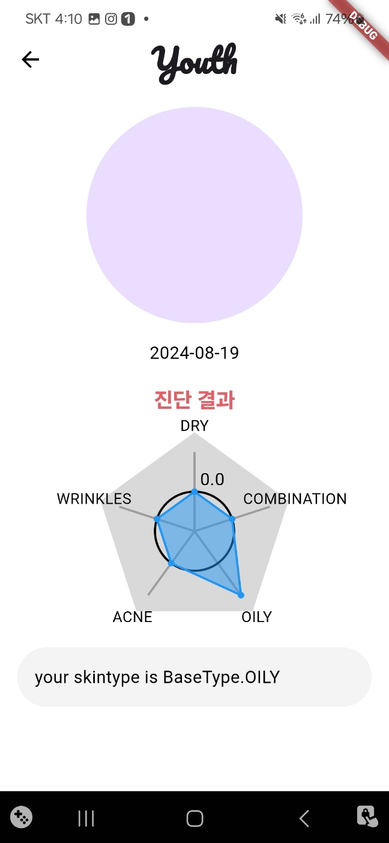 SKT 4:10 1 74%
DEBUG
Youth
2024-08-19
진단 결과
DRY
0.0
WRINKLES COMBINATION
ACNE OILY
your skintype is BaseType.OILY